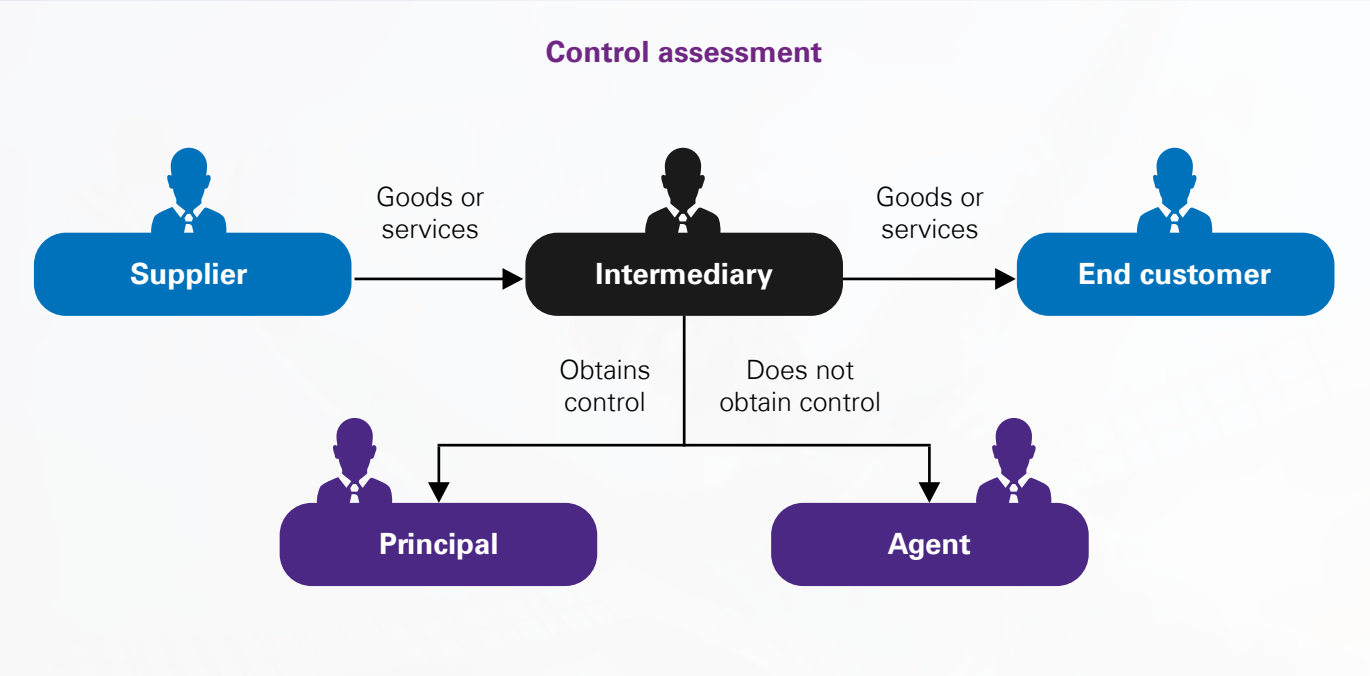 Control assessment
Goods or
services
Goods or
services
Supplier
Intermediary
End customer
Obtains
control
Does not
obtain control
Principal
Agent